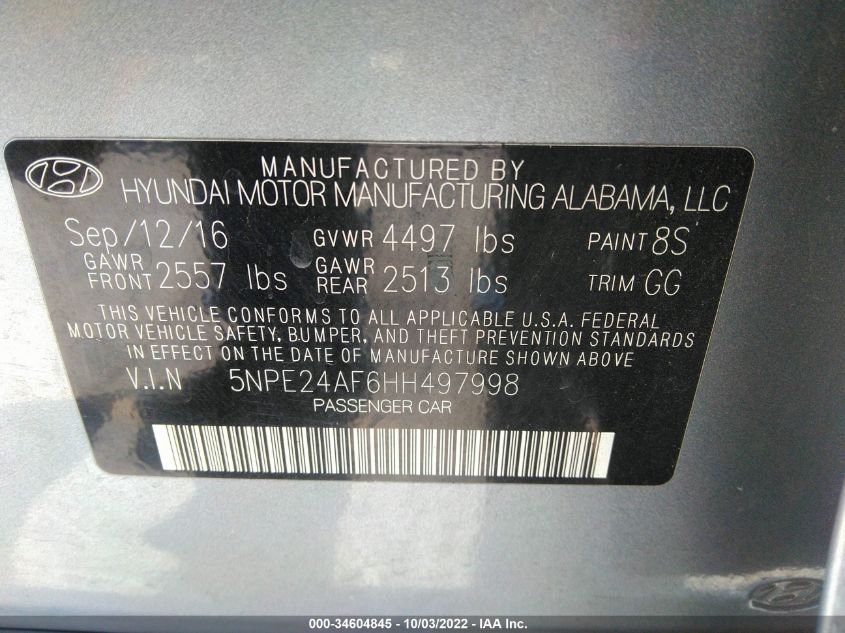 MANUFACTURED BY
HYUNDAI MOTOR MANUFACTURING ALABAMA, LLC
Sep/12/16 GVWR 4497 lbs PAINT 8S
GAWR FRONT 2557 lbs GAWR REAR 2513 lbs TRIM GG
THIS VEHICLE CONFORMS TO ALL APPLICABLE U.S.A. FEDERAL
MOTOR VEHICLE SAFETY, BUMPER, AND THEFT PREVENTION STANDARDS
IN EFFECT ON THE DATE OF MANUFACTURE SHOWN ABOVE
V.I.N 5NPE24AF6HH497998
PASSENGER CAR
000-34604845 - 10/03/2022 - IAA Inc.